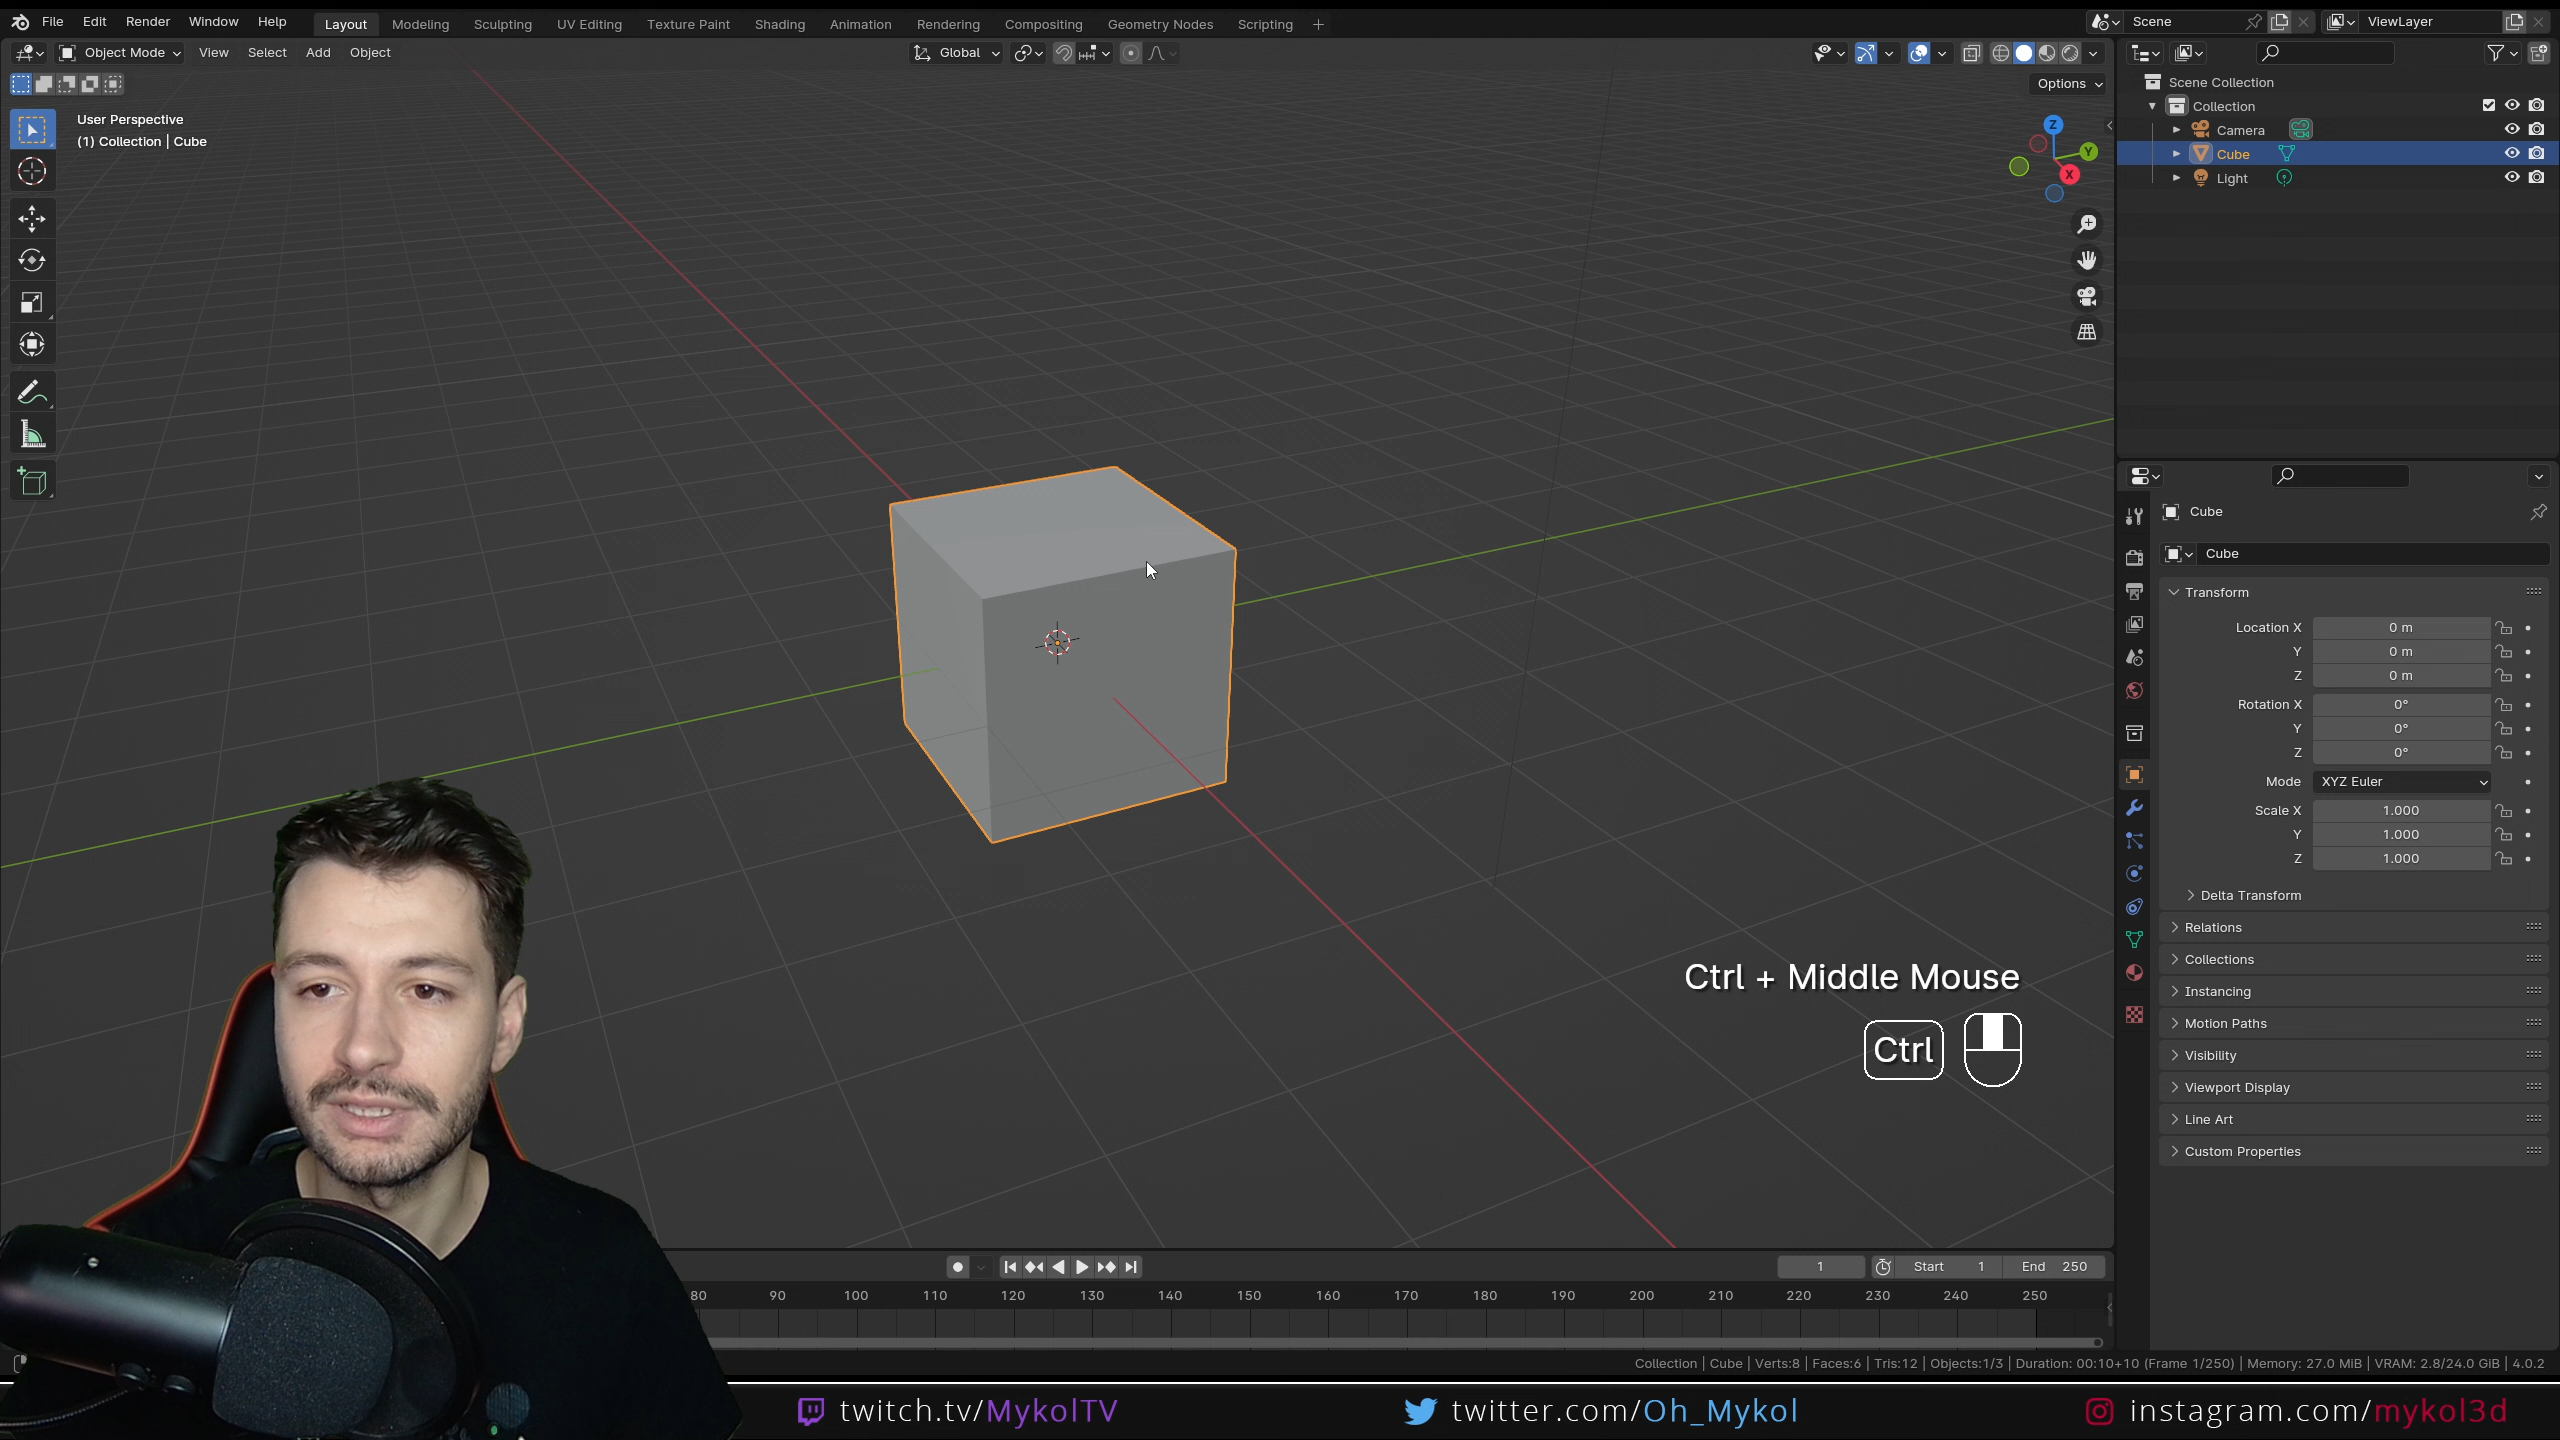 File Edit Render Window Help Layout Modeling Sculpting UV Editing Texture Paint Shading Animation Rendering Compositing Geometry Nodes Scripting + Scene ViewLayer
Object Mode View Select Add Object Global
Options
User Perspective
(1) Collection | Cube
Z
Y
X
Scene Collection
Collection
Camera
Cube
Light
Cube
Cube
Transform
Location X 0 m
Y 0 m
Z 0 m
Rotation X 0°
Y 0°
Z 0°
Mode XYZ Euler
Scale X 1.000
Y 1.000
Z 1.000
Delta Transform
Relations
Collections
Instancing
Motion Paths
Visibility
Viewport Display
Line Art
Custom Properties
Ctrl + Middle Mouse
Ctrl
1 Start 1 End 250
80 90 100 110 120 130 140 150 160 170 180 190 200 210 220 230 240 250
Collection | Cube | Verts:8 | Faces:6 | Tris:12 | Objects:1/3 | Duration: 00:10+10 (Frame 1/250) | Memory: 27.0 MiB | VRAM: 2.8/24.0 GiB | 4.0.2
twitch.tv/MykolTV twitter.com/Oh_Mykol instagram.com/mykol3d